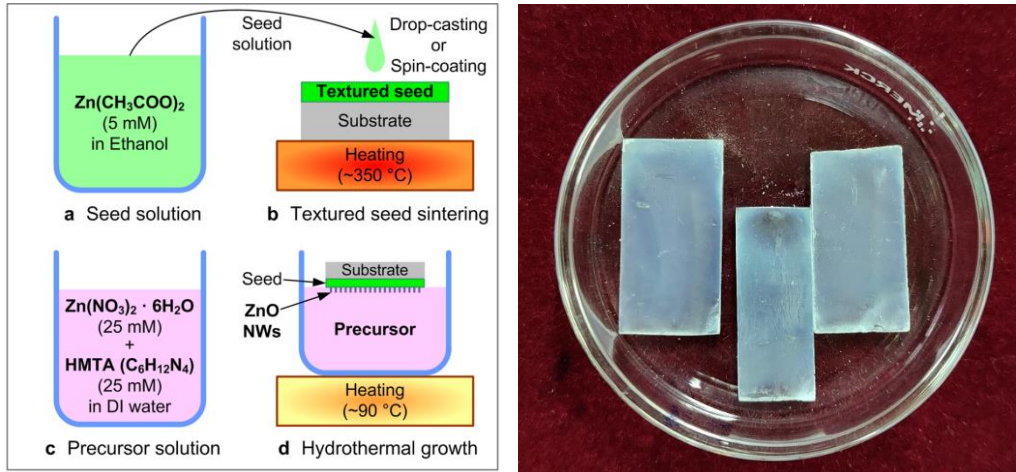 Seed
solution
Drop-casting
or
Spin-coating
Zn(CH₃COO)₂
(5 mM)
in Ethanol
Textured seed
Substrate
Heating
(~350 °C)
a Seed solution
b Textured seed sintering
Zn(NO₃)₂ · 6H₂O
(25 mM)
+
HMTA (C₆H₁₂N₄)
(25 mM)
in DI water
Substrate
Seed
ZnO
NWs
Precursor
Heating
(~90 °C)
c Precursor solution
d Hydrothermal growth
MERCK